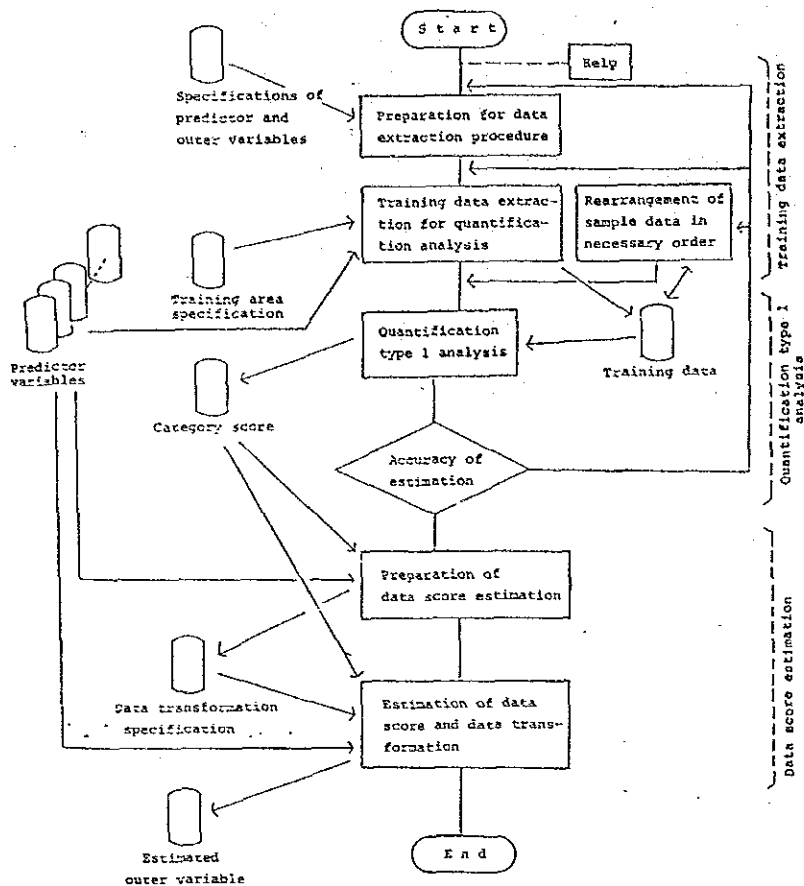 S t a r t
Help
Specifications of
predictor and
outer variables
Preparation for data
extraction procedure
Training data extrac-
tion for quantifica-
tion analysis
Rearrangement of
sample data in
necessary order
Training data extraction
Training area
specification
Predictor
variables
Quantification
type 1 analysis
Training data
Category score
Quantification type 1
analysis
Accuracy of
estimation
Preparation of
data score estimation
Data transformation
specification
Estimation of data
score and data trans-
formation
Data score estimation
Estimated
outer variable
E n d